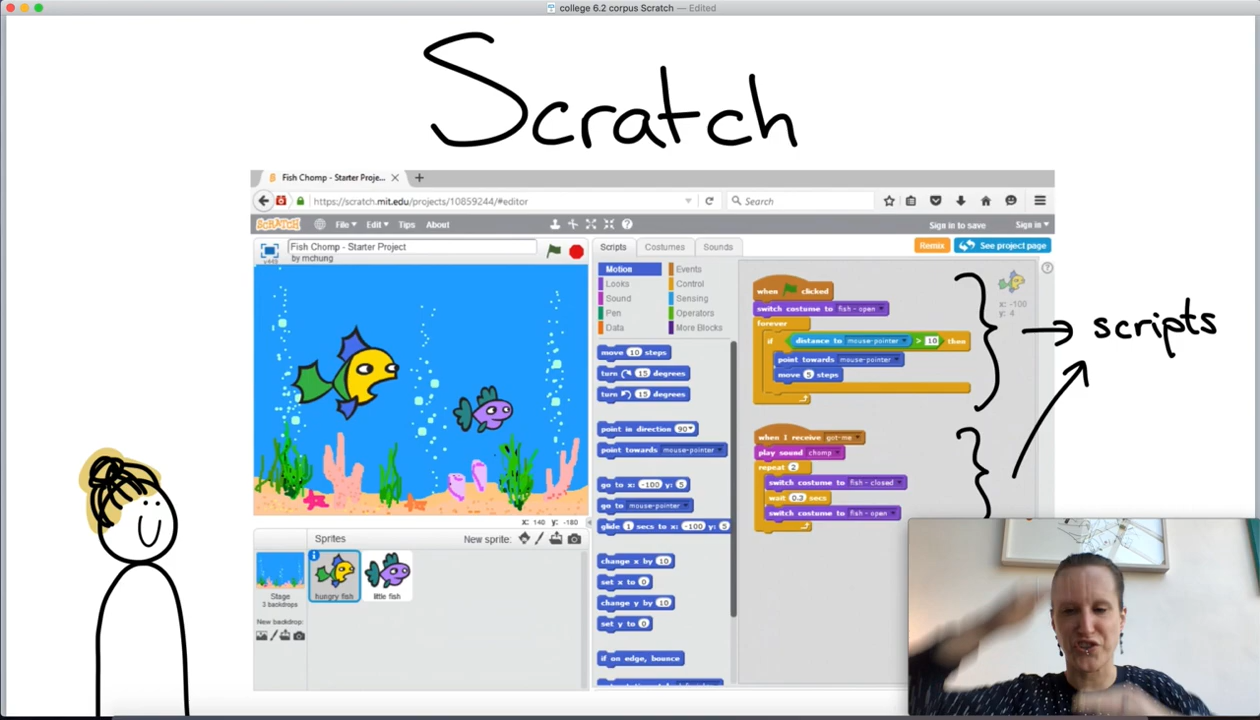 college 6.2 corpus Scratch — Edited
Scratch
Fish Chomp - Starter Proje...
https://scratch.mit.edu/projects/10859244/#editor
Search
SCRATCH File Edit Tips About
Sign in to save Sign in
Fish Chomp - Starter Project
by mchung
v445
Scripts Costumes Sounds
Remix See project page
Motion Events
Looks Control
Sound Sensing
Pen Operators
Data More Blocks
move 10 steps
turn 15 degrees
turn 15 degrees
point in direction 90
point towards mouse-pointer
go to x: -100 y: 5
go to mouse-pointer
glide 1 secs to x: -100 y: 5
change x by 10
set x to 0
change y by 10
set y to 0
if on edge, bounce
when clicked
switch costume to fish - open
forever
if distance to mouse-pointer > 10 then
point towards mouse-pointer
move 5 steps
when I receive got-me
play sound chomp
repeat 2
switch costume to fish - closed
wait 0.3 secs
switch costume to fish - open
x: -100
y: 4
scripts
X: 140 y: -180
Sprites New sprite:
Stage
3 backdrops
hungry fish
little fish
New backdrop: